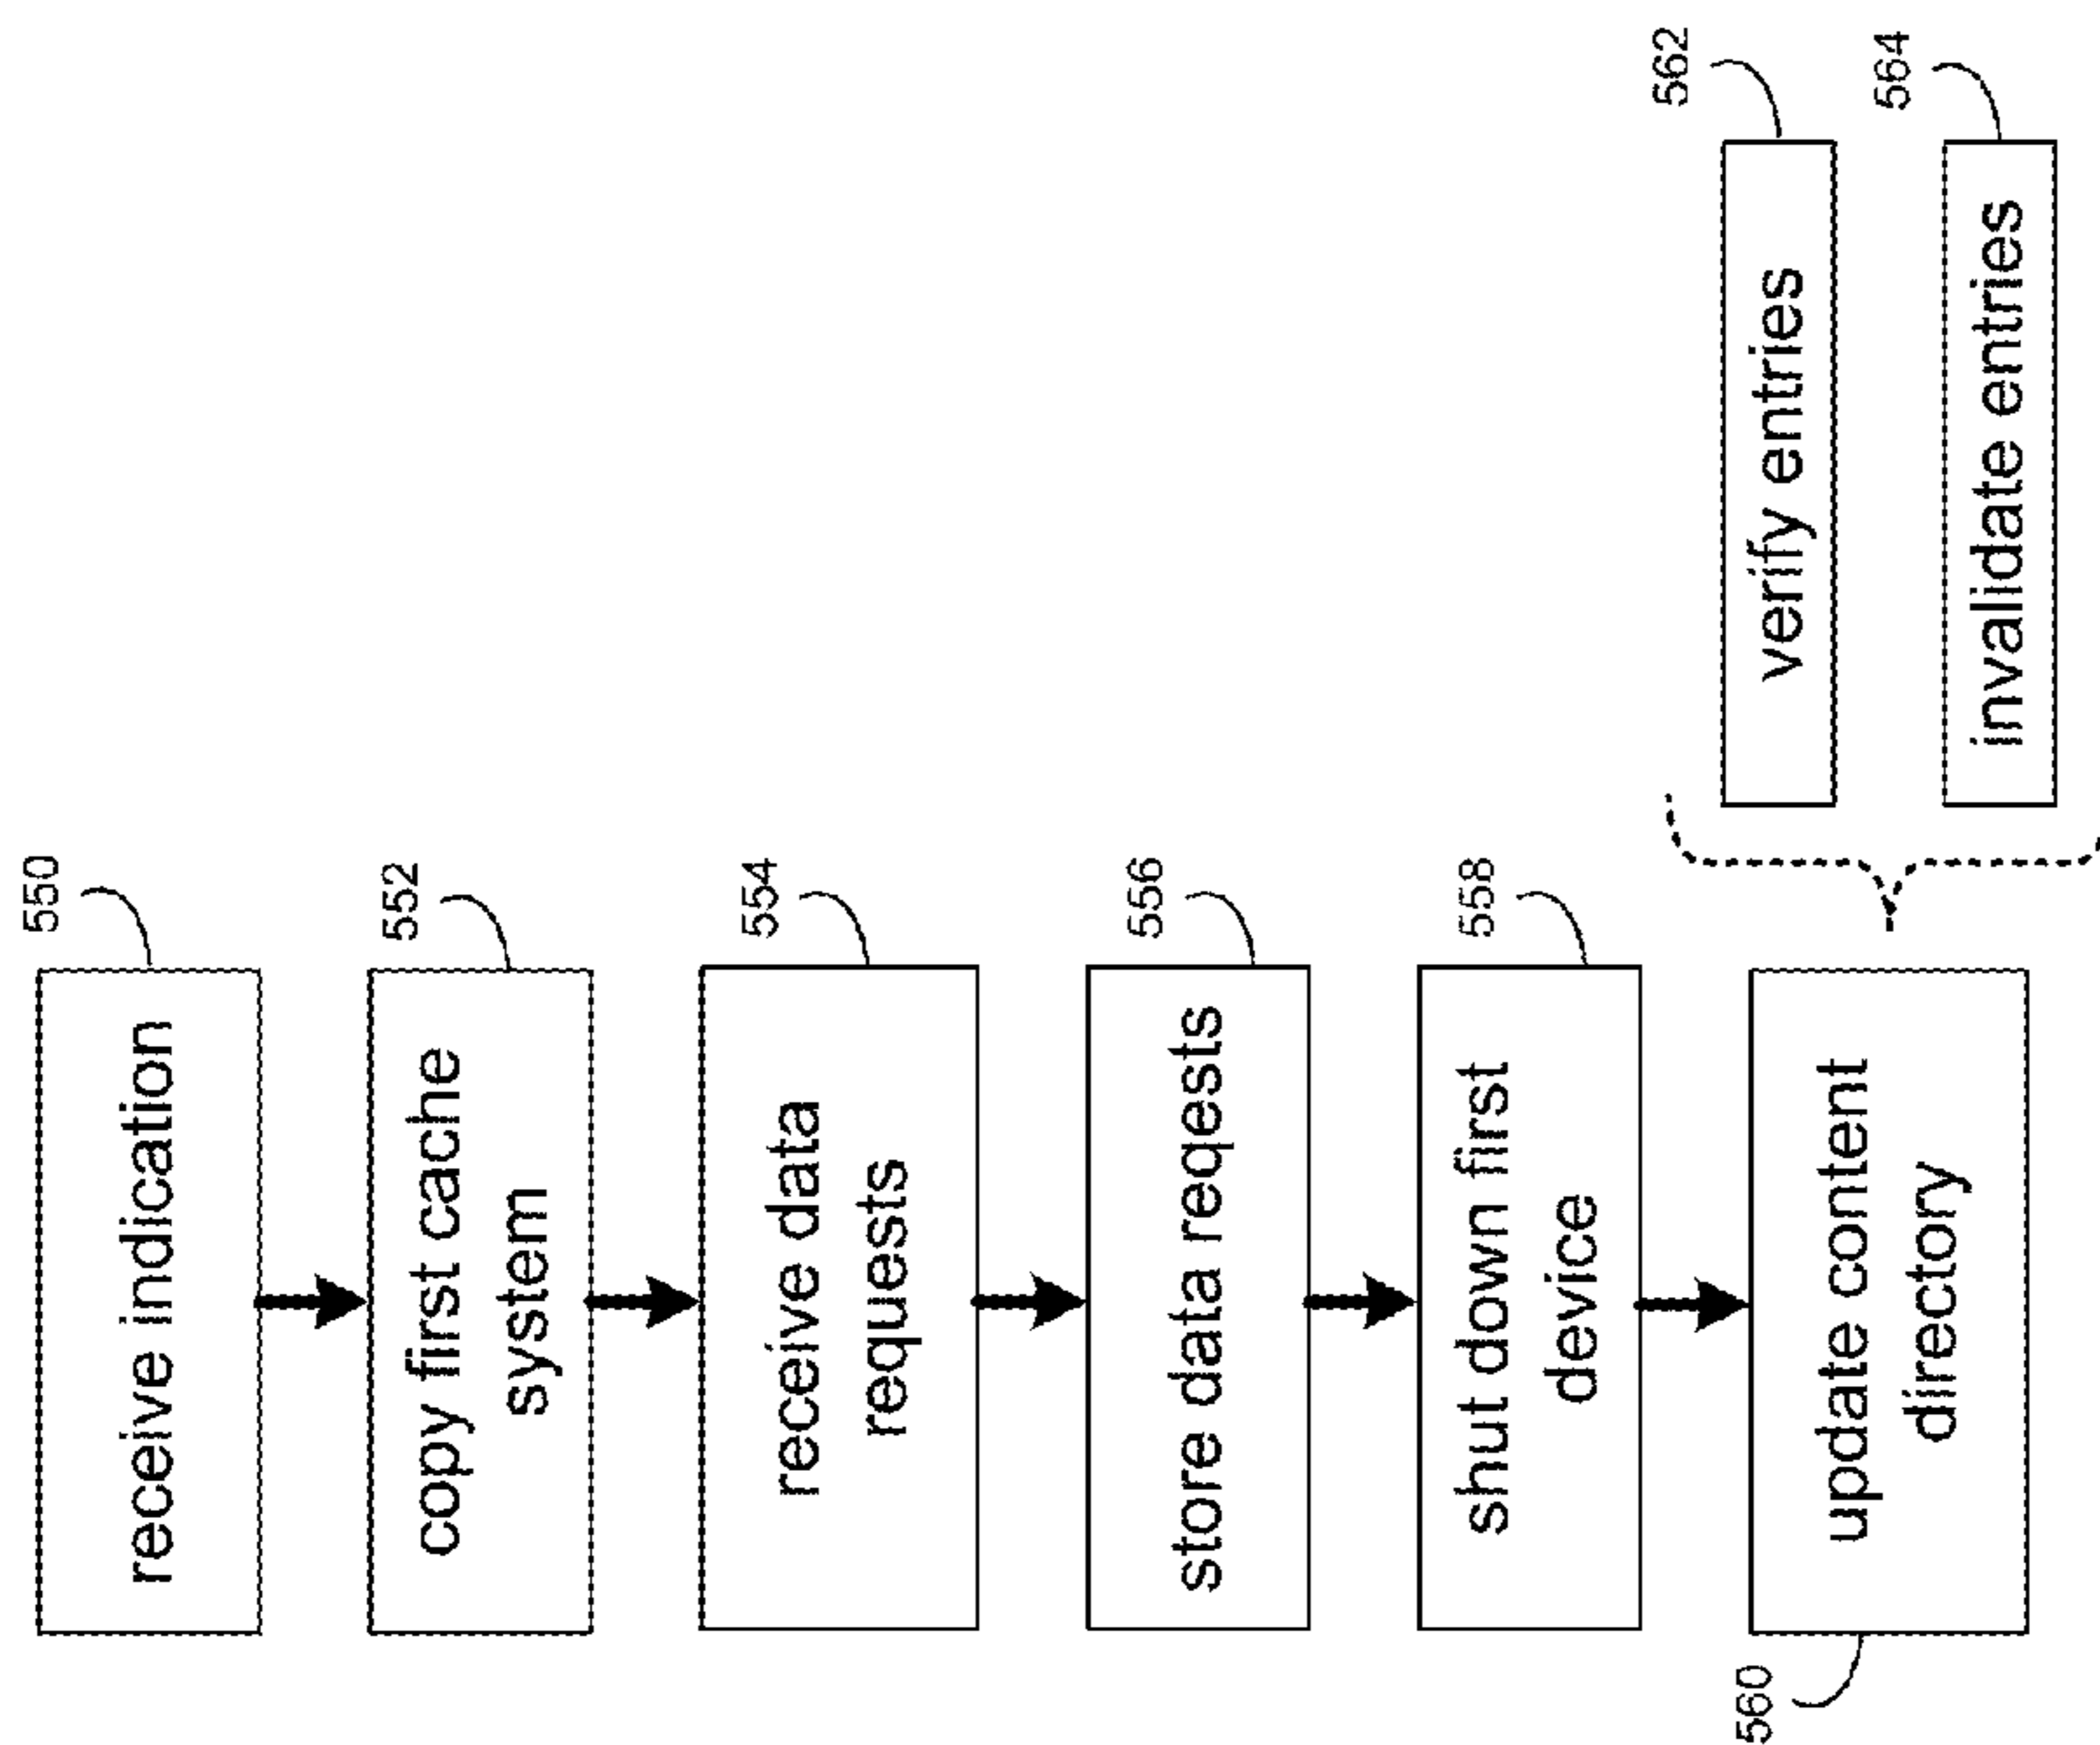 receive indication
550
copy first cache
system
552
receive data
requests
554
store data reqests
556
shut down first
device
558
update content
directory
560
verify entries
562
invalidate entries
564